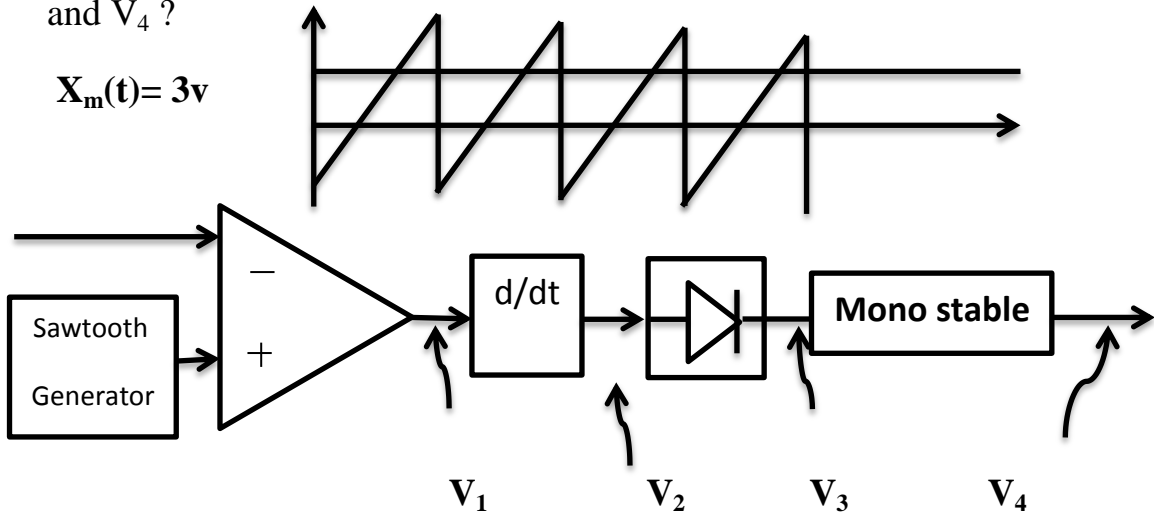 and V₄ ?
Xₘ(t)= 3v
−
+
Sawtooth
Generator
d/dt
Mono stable
V₁ V₂ V₃ V₄